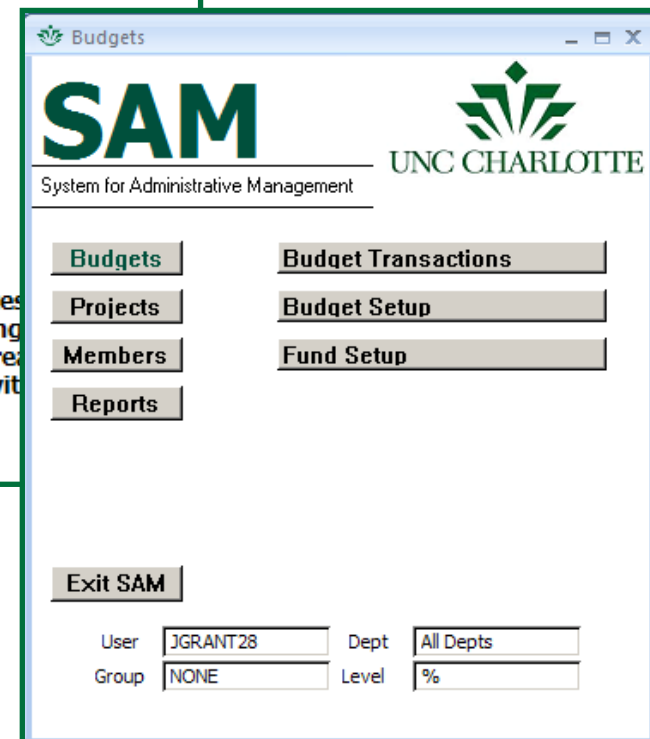 Budgets
SAM
System for Administrative Management
UNC CHARLOTTE
Budgets
Budget Transactions
Projects
Budget Setup
Members
Fund Setup
Reports
Exit SAM
User JGRANT28 Dept All Depts
Group NONE Level %